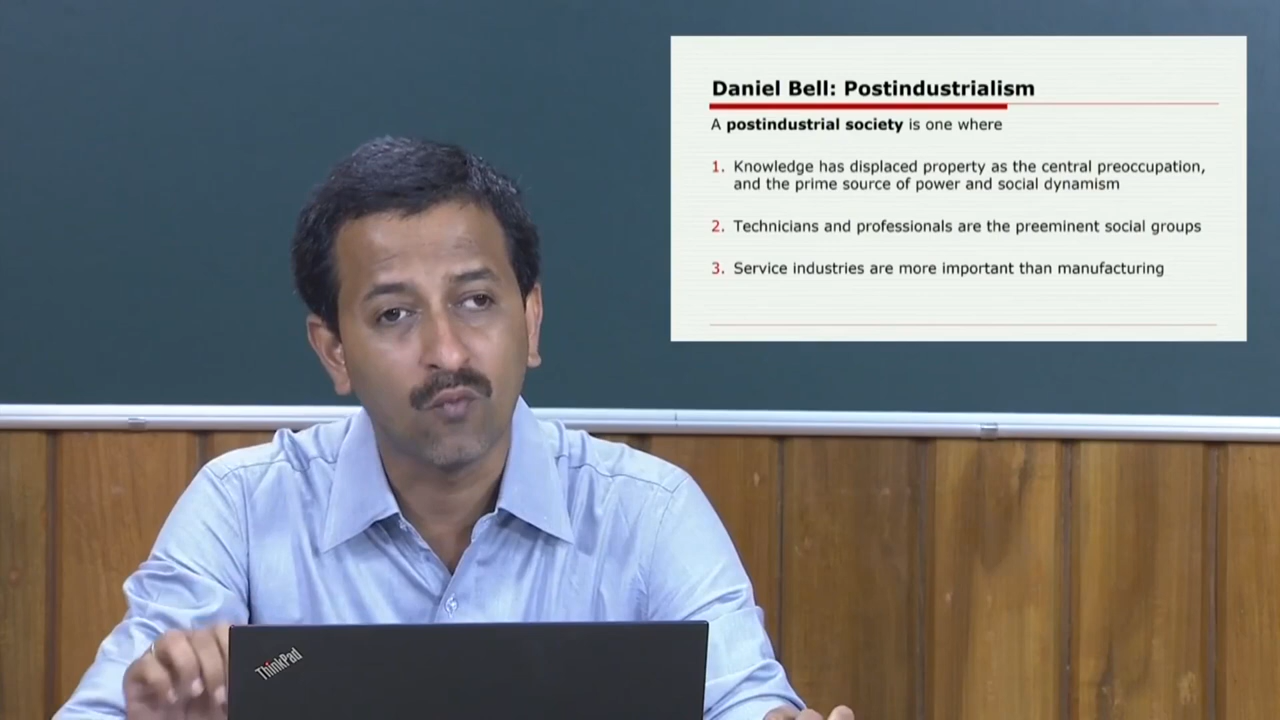 Daniel Bell: Postindustrialism
A postindustrial society is one where
1. Knowledge has displaced property as the central preoccupation,
and the prime source of power and social dynamism
2. Technicians and professionals are the preeminent social groups
3. Service industries are more important than manufacturing
ThinkPad